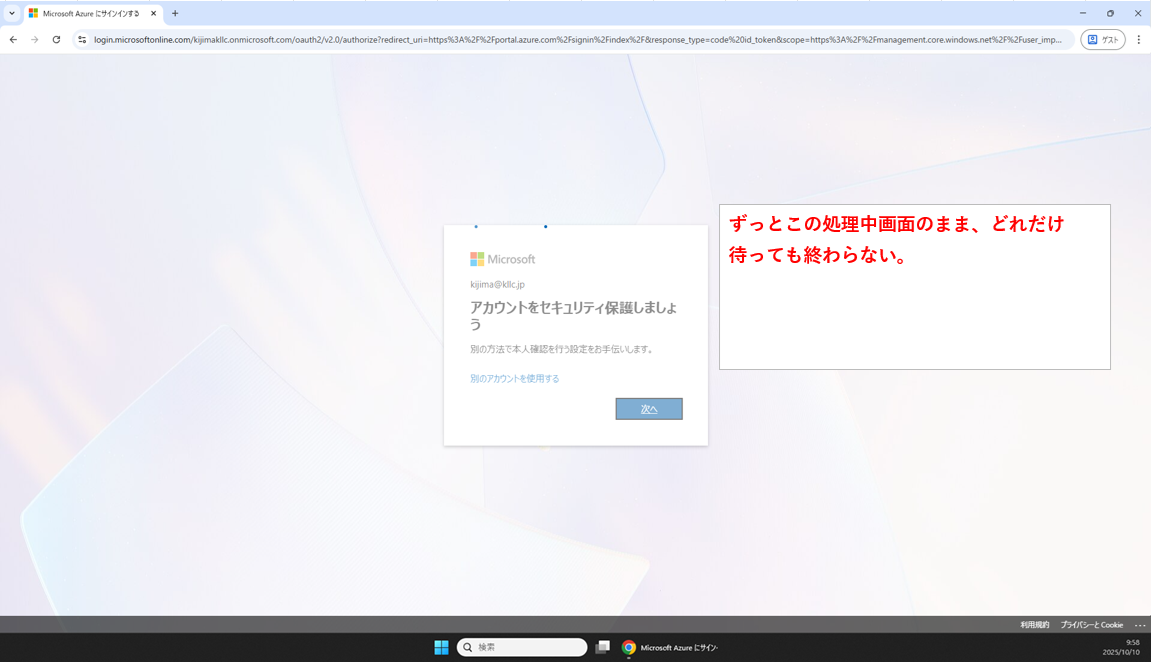 Microsoft Azure にサインインする
login.microsoftonline.com/kijimakllc.onmicrosoft.com/oauth2/v2.0/authorize?redirect_uri=https%3A%2F%2Fportal.azure.com%2Fsignin%2Findex%2F&response_type=code%20id_token&scope=https%3A%2F%2Fmanagement.core.windows.net%2F%2Fuser_imp...
ゲスト
Microsoft
kijima@kllc.jp
アカウントをセキュリティ保護しましょ
う
別の方法で本人確認を行う設定をお手伝いします。
別のアカウントを使用する
次へ
ずっとこの処理中画面のまま、どれだけ
待っても終わらない。
利用規約 プライバシーと Cookie ...
検索
Microsoft Azure にサイン-
9:58
2025/10/10